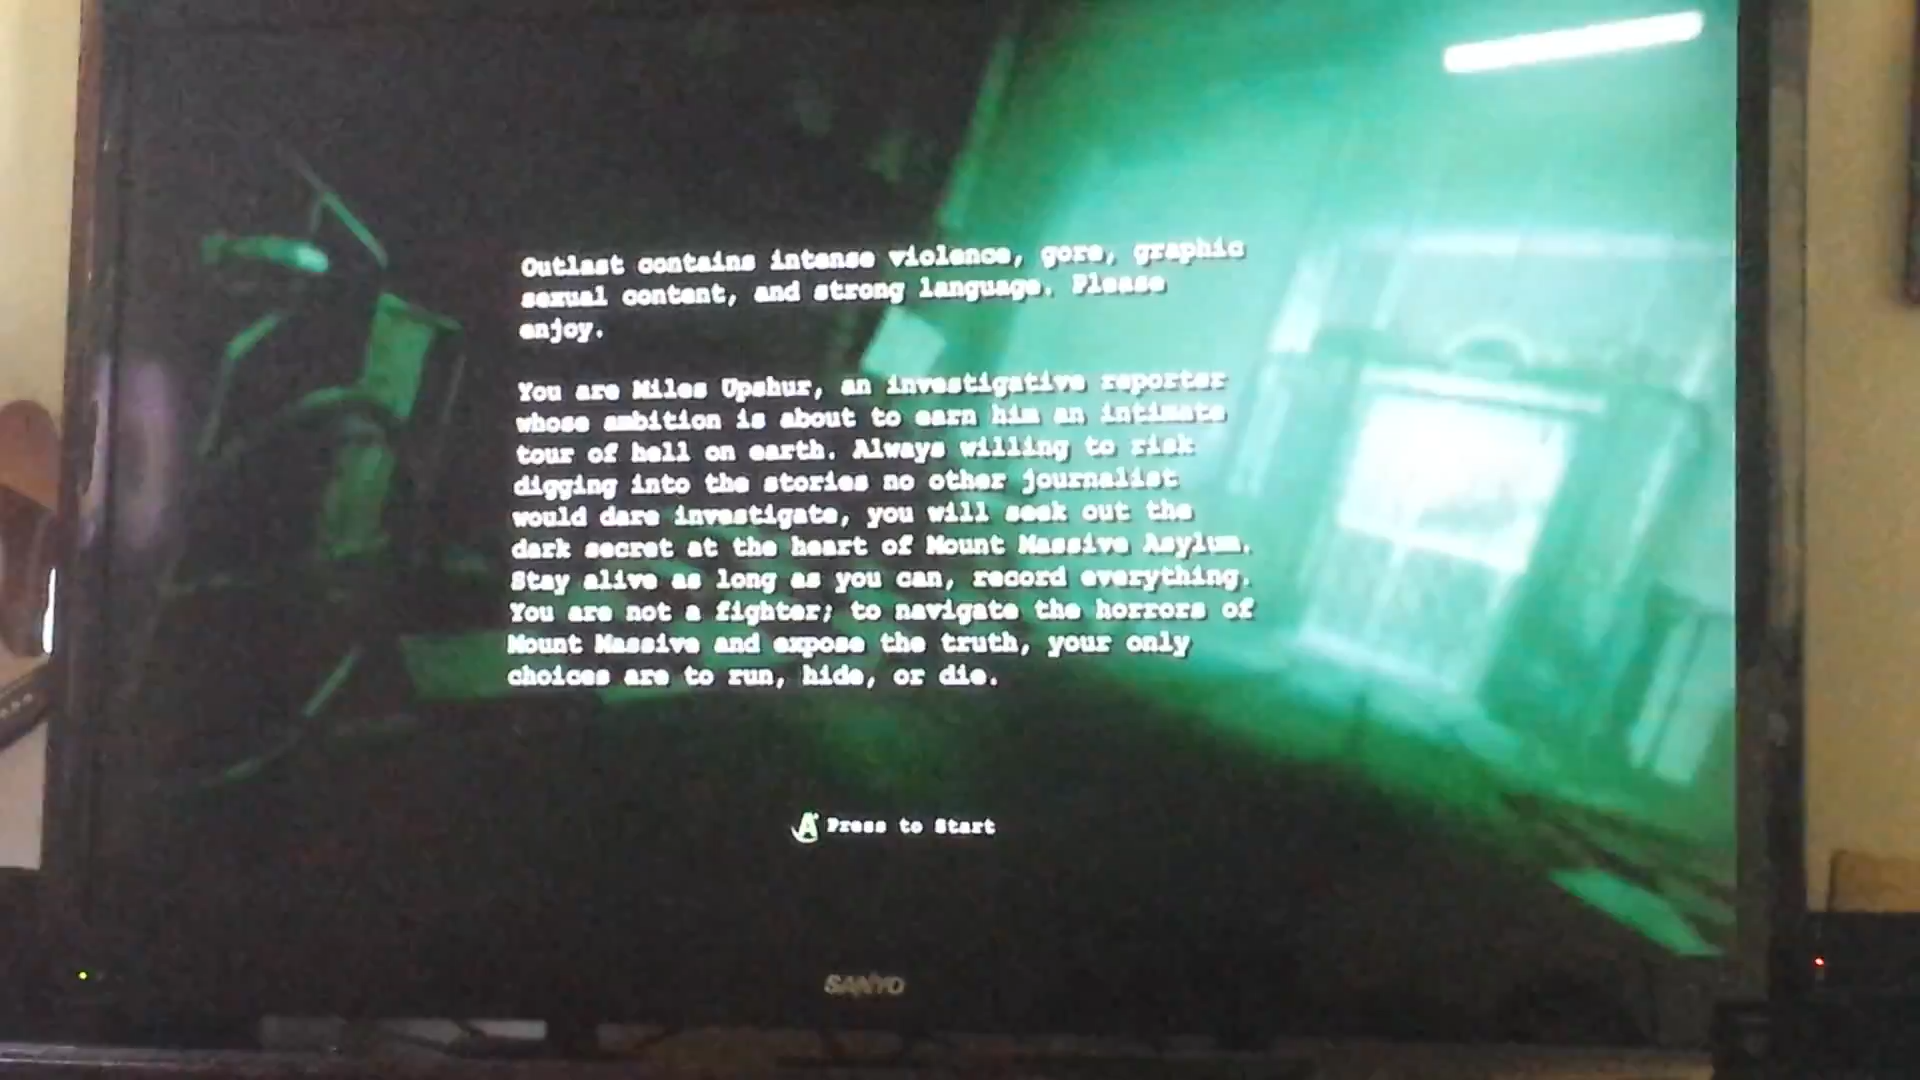 Outlast contains intense violence, gore, graphic
sexual content, and strong language. Please
enjoy.
You are Miles Upshur, an investigative reporter
whose ambition is about to earn him an intimate
tour of hell on earth. Always willing to risk
digging into the stories no other journalist
would dare investigate, you will seek out the
dark secret at the heart of Mount Massive Asylum.
Stay alive as long as you can, record everything.
You are not a fighter; to navigate the horrors of
Mount Massive and expose the truth, your only
choices are to run, hide, or die.
A Press to Start
SANYO